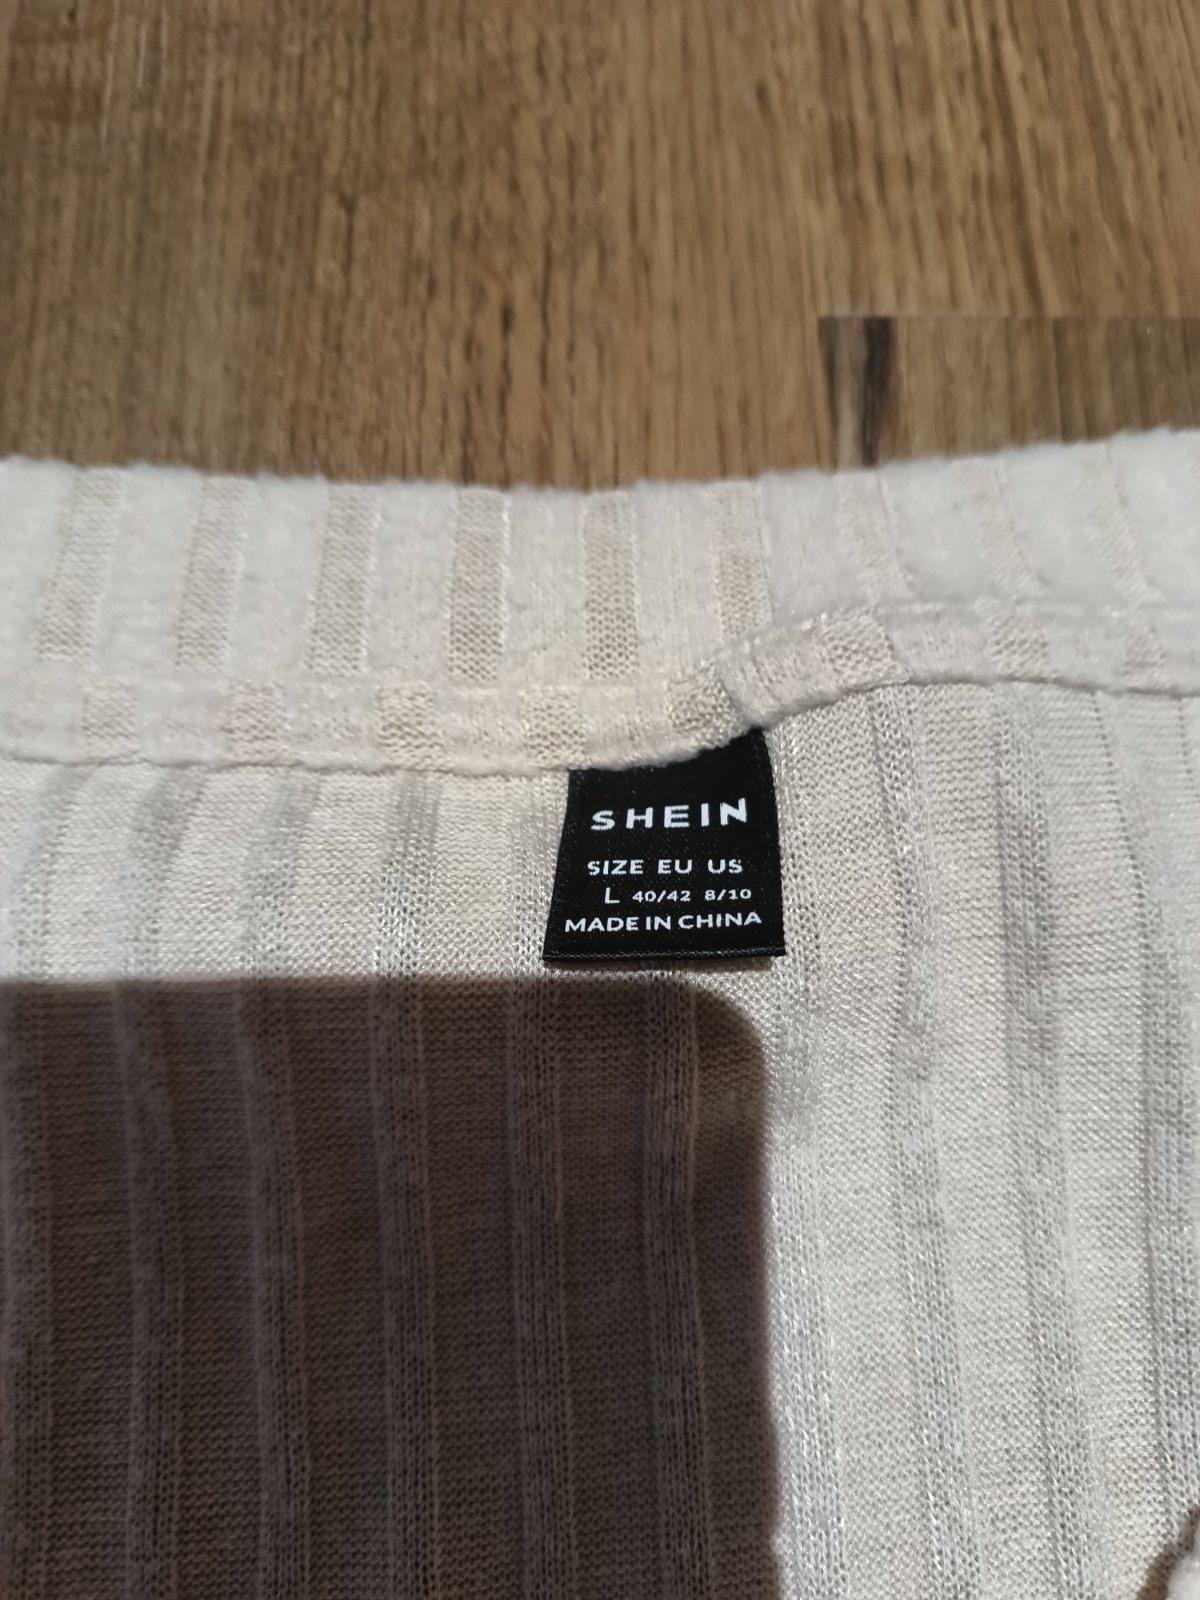 SHEIN
SIZE EU US
L 40/42 8/10
MADE IN CHINA